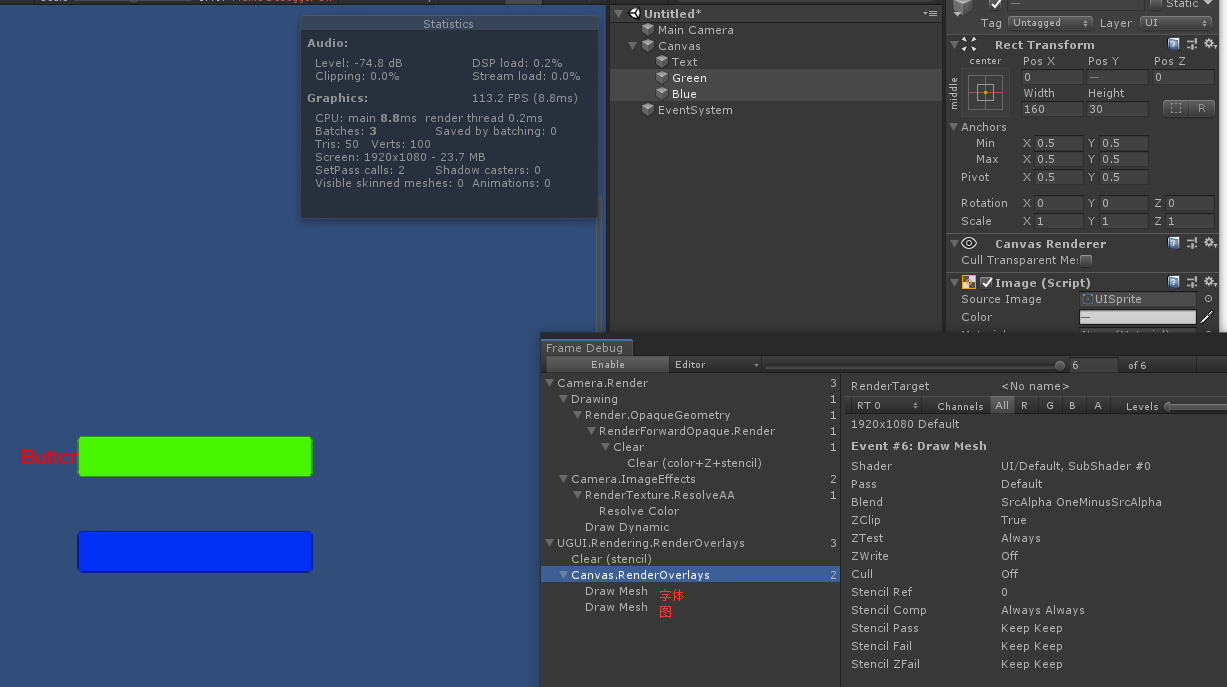 Statistics
Audio:
Level: -74.8 dB DSP load: 0.2%
Clipping: 0.0% Stream load: 0.0%
Graphics: 113.2 FPS (8.8ms)
CPU: main 8.8ms render thread 0.2ms
Batches: 3 Saved by batching: 0
Tris: 50 Verts: 100
Screen: 1920x1080 - 23.7 MB
SetPass calls: 2 Shadow casters: 0
Visible skinned meshes: 0 Animations: 0
Button
Untitled*
Main Camera
Canvas
Text
Green
Blue
EventSystem
Static
Tag Untagged Layer UI
Rect Transform
center Pos X Pos Y Pos Z
middle 0 — 0
Width Height
160 30
R
Anchors
Min X 0.5 Y 0.5
Max X 0.5 Y 0.5
Pivot X 0.5 Y 0.5
Rotation X 0 Y 0 Z 0
Scale X 1 Y 1 Z 1
Canvas Renderer
Cull Transparent Me:
Image (Script)
Source Image UISprite
Color —
Frame Debug
Enable Editor 6 of 6
Camera.Render 3
Drawing 1
Render.OpaqueGeometry 1
RenderForwardOpaque.Render 1
Clear 1
Clear (color+Z+stencil)
Camera.ImageEffects 2
RenderTexture.ResolveAA 1
Resolve Color
Draw Dynamic
UGUI.Rendering.RenderOverlays 3
Clear (stencil)
Canvas.RenderOverlays 2
Draw Mesh 字体
Draw Mesh 图
RenderTarget <No name>
RT 0 Channels All R G B A Levels
1920x1080 Default
Event #6: Draw Mesh
Shader UI/Default, SubShader #0
Pass Default
Blend SrcAlpha OneMinusSrcAlpha
ZClip True
ZTest Always
ZWrite Off
Cull Off
Stencil Ref 0
Stencil Comp Always Always
Stencil Pass Keep Keep
Stencil Fail Keep Keep
Stencil ZFail Keep Keep